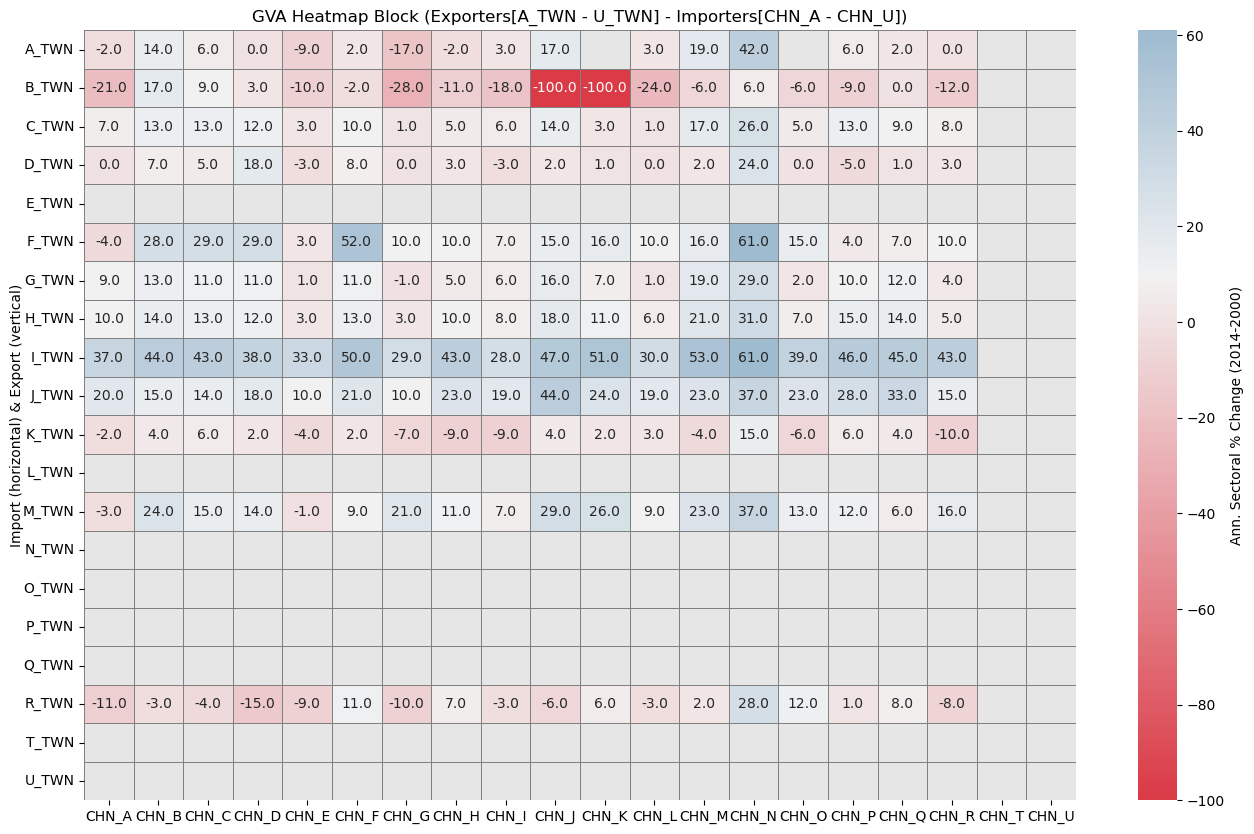 GVA Heatmap Block (Exporters[A_TWN - U_TWN] - Importers[CHN_A - CHN_U])
Import (horizontal) & Export (vertical)
A_TWN -2.0 14.0 6.0 0.0 -9.0 2.0 -17.0 -2.0 3.0 17.0 3.0 19.0 42.0 6.0 2.0 0.0
B_TWN -21.0 17.0 9.0 3.0 -10.0 -2.0 -28.0 -11.0 -18.0 -100.0 -100.0 -24.0 -6.0 6.0 -6.0 -9.0 0.0 -12.0
C_TWN 7.0 13.0 13.0 12.0 3.0 10.0 1.0 5.0 6.0 14.0 3.0 1.0 17.0 26.0 5.0 13.0 9.0 8.0
D_TWN 0.0 7.0 5.0 18.0 -3.0 8.0 0.0 3.0 -3.0 2.0 1.0 0.0 2.0 24.0 0.0 -5.0 1.0 3.0
E_TWN
F_TWN -4.0 28.0 29.0 29.0 3.0 52.0 10.0 10.0 7.0 15.0 16.0 10.0 16.0 61.0 15.0 4.0 7.0 10.0
G_TWN 9.0 13.0 11.0 11.0 1.0 11.0 -1.0 5.0 6.0 16.0 7.0 1.0 19.0 29.0 2.0 10.0 12.0 4.0
H_TWN 10.0 14.0 13.0 12.0 3.0 13.0 3.0 10.0 8.0 18.0 11.0 6.0 21.0 31.0 7.0 15.0 14.0 5.0
I_TWN 37.0 44.0 43.0 38.0 33.0 50.0 29.0 43.0 28.0 47.0 51.0 30.0 53.0 61.0 39.0 46.0 45.0 43.0
J_TWN 20.0 15.0 14.0 18.0 10.0 21.0 10.0 23.0 19.0 44.0 24.0 19.0 23.0 37.0 23.0 28.0 33.0 15.0
K_TWN -2.0 4.0 6.0 2.0 -4.0 2.0 -7.0 -9.0 -9.0 4.0 2.0 3.0 -4.0 15.0 -6.0 6.0 4.0 -10.0
L_TWN
M_TWN -3.0 24.0 15.0 14.0 -1.0 9.0 21.0 11.0 7.0 29.0 26.0 9.0 23.0 37.0 13.0 12.0 6.0 16.0
N_TWN
O_TWN
P_TWN
Q_TWN
R_TWN -11.0 -3.0 -4.0 -15.0 -9.0 11.0 -10.0 7.0 -3.0 -6.0 6.0 -3.0 2.0 28.0 12.0 1.0 8.0 -8.0
T_TWN
U_TWN
CHN_A CHN_B CHN_C CHN_D CHN_E CHN_F CHN_G CHN_H CHN_I CHN_J CHN_K CHN_L CHN_M CHN_N CHN_O CHN_P CHN_Q CHN_R CHN_T CHN_U
60
40
20
0
−20
−40
−60
−80
−100
Ann. Sectoral % Change (2014-2000)